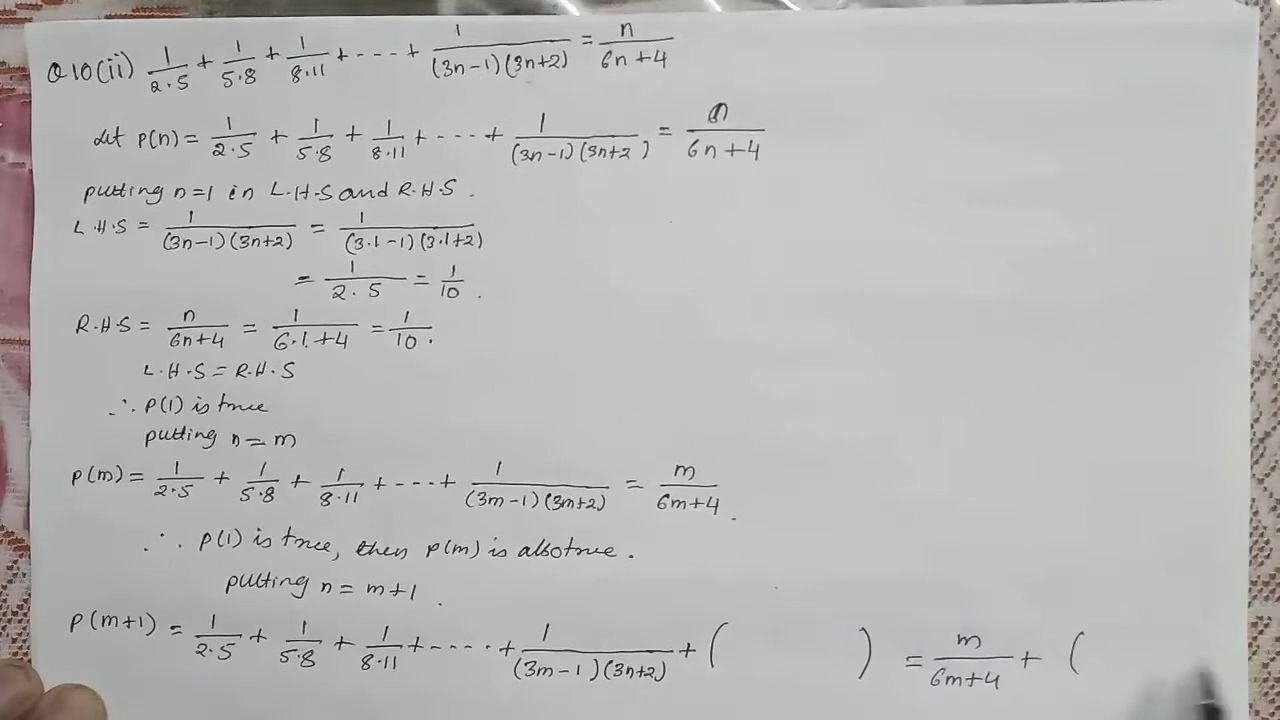 Q10(ii) 1/2·5 + 1/5·8 + 1/8·11 + ---- + 1/(3n-1)(3n+2) = n/6n+4
Let P(n) = 1/2·5 + 1/5·8 + 1/8·11 + ---- + 1/(3n-1)(3n+2) = n/6n+4
putting n=1 in L.H.S and R.H.S.
L.H.S = 1/(3n-1)(3n+2) = 1/(3.1-1)(3.1+2)
= 1/2.5 = 1/10.
R.H.S = n/6n+4 = 1/6.1+4 = 1/10.
L.H.S = R.H.S
∴ P(1) is true
putting n=m
P(m) = 1/2·5 + 1/5·8 + 1/8·11 + ---- + 1/(3m-1)(3m+2) = m/6m+4.
∴ P(1) is true, then P(m) is also true.
putting n=m+1.
P(m+1) = 1/2·5 + 1/5·8 + 1/8·11 + ---- + 1/(3m-1)(3n+2) + ( ) = m/6m+4 + (